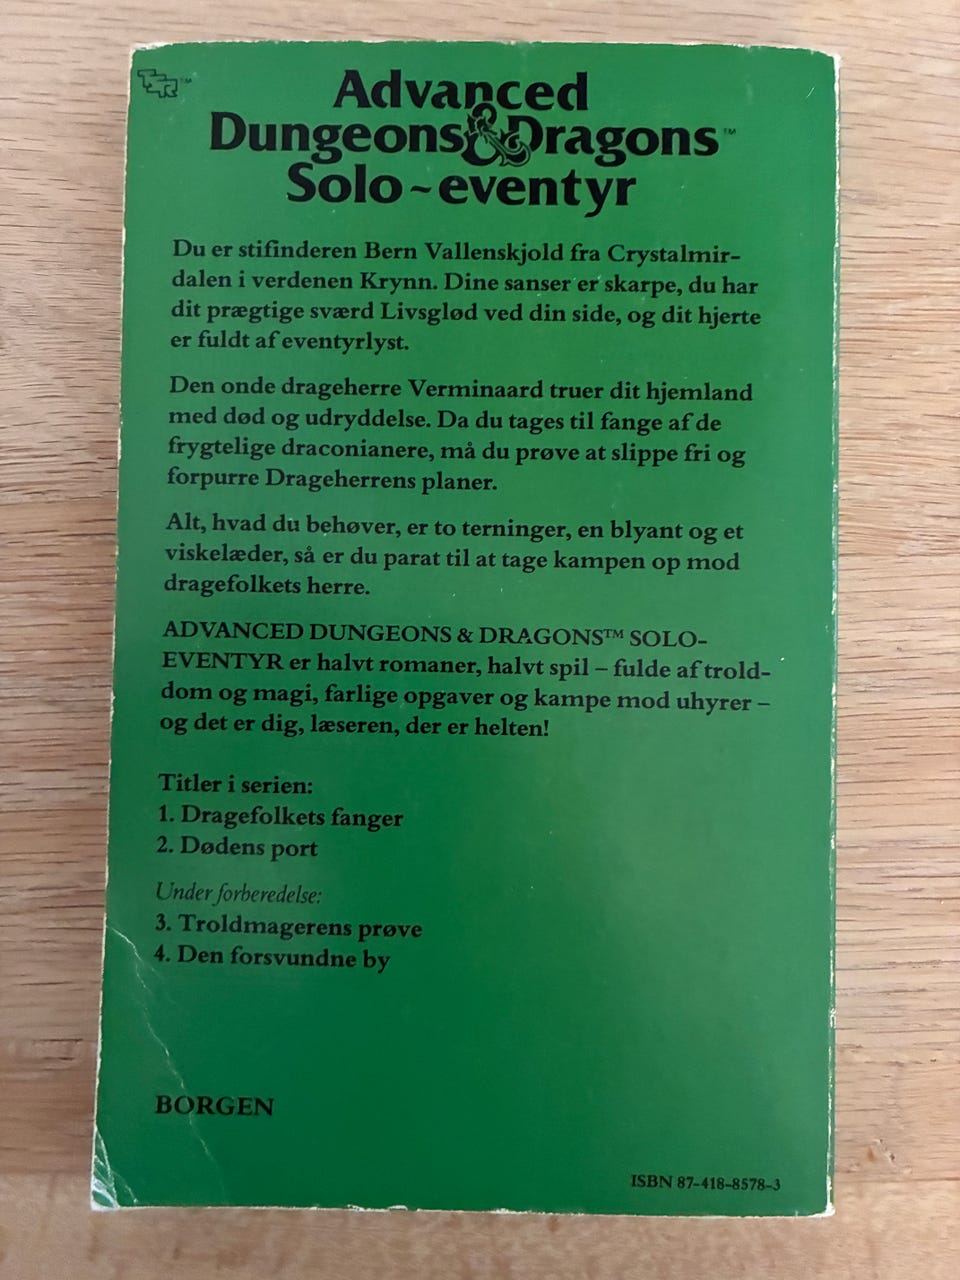 TSR™
Advanced
Dungeons & Dragons™
Solo~eventyr
Du er stifinderen Bern Vallenskjold fra Crystalmir-
dalen i verdenen Krynn. Dine sanser er skarpe, du har
dit prægtige sværd Livsglød ved din side, og dit hjerte
er fuldt af eventyrlyst.
Den onde drageherre Verminaard truer dit hjemland
med død og udryddelse. Da du tages til fange af de
frygtelige draconianere, må du prøve at slippe fri og
forpurre Drageherrens planer.
Alt, hvad du behøver, er to terninger, en blyant og et
viskelæder, så er du parat til at tage kampen op mod
dragefolkets herre.
ADVANCED DUNGEONS & DRAGONS™ SOLO-
EVENTYR er halvt romaner, halvt spil – fulde af trold-
dom og magi, farlige opgaver og kampe mod uhyrer –
og det er dig, læseren, der er helten!
Titler i serien:
1. Dragefolkets fanger
2. Dødens port
Under forberedelse:
3. Troldmagerens prøve
4. Den forsvundne by
BORGEN
ISBN 87-418-8578-3